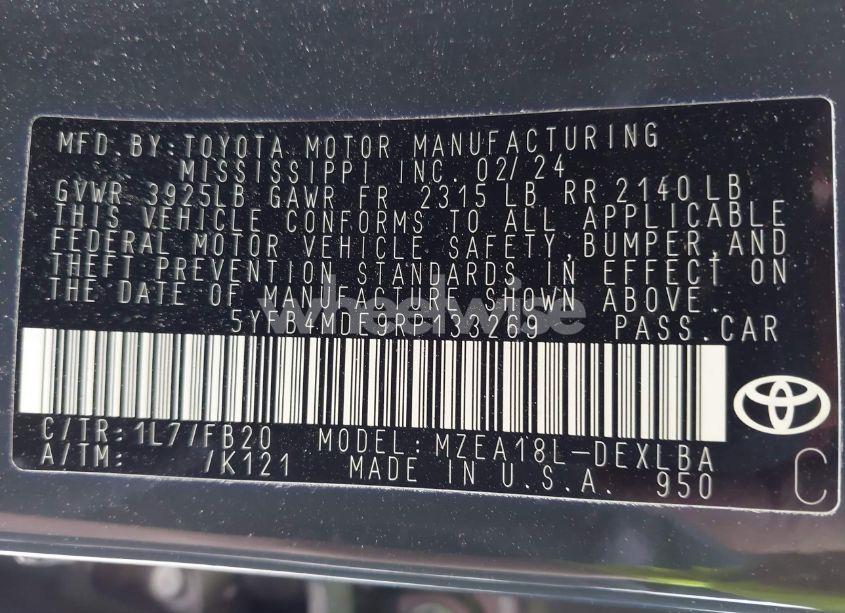 MFD.BY:TOYOTA MOTOR MANUFACTURING
MISSISSIPPI INC. 02/24
GVWR 3925LB GAWR FR 2315 LB RR 2140 LB
THIS VEHICLE CONFORMS TO ALL APPLICABLE
FEDERAL MOTOR VEHICLE SAFETY,BUMPER,AND
THEFT PREVENTION STANDARDS IN EFFECT ON
THE DATE OF MANUFACTURE SHOWN ABOVE.
wheelwise
PASS.CAR
C/TR:1L7/FB20 MODEL:MZEA18L-DEXLBA
A/TM: /K121 MADE IN U.S.A. 950
C